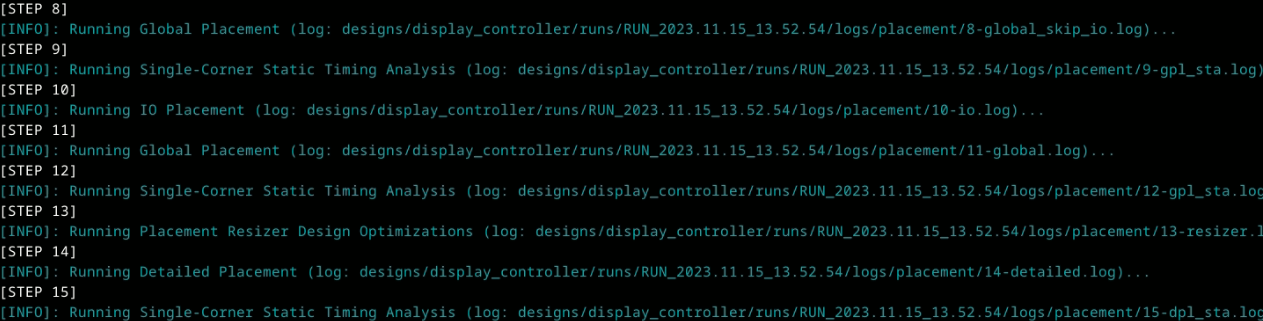 [STEP 8]
[INFO]: Running Global Placement (log: designs/display_controller/runs/RUN_2023.11.15_13.52.54/logs/placement/8-global_skip_io.log)...
[STEP 9]
[INFO]: Running Single-Corner Static Timing Analysis (log: designs/display_controller/runs/RUN_2023.11.15_13.52.54/logs/placement/9-gpl_sta.log)
[STEP 10]
[INFO]: Running IO Placement (log: designs/display_controller/runs/RUN_2023.11.15_13.52.54/logs/placement/10-io.log)...
[STEP 11]
[INFO]: Running Global Placement (log: designs/display_controller/runs/RUN_2023.11.15_13.52.54/logs/placement/11-global.log)...
[STEP 12]
[INFO]: Running Single-Corner Static Timing Analysis (log: designs/display_controller/runs/RUN_2023.11.15_13.52.54/logs/placement/12-gpl_sta.log
[STEP 13]
[INFO]: Running Placement Resizer Design Optimizations (log: designs/display_controller/runs/RUN_2023.11.15_13.52.54/logs/placement/13-resizer.l
[STEP 14]
[INFO]: Running Detailed Placement (log: designs/display_controller/runs/RUN_2023.11.15_13.52.54/logs/placement/14-detailed.log)...
[STEP 15]
[INFO]: Running Single-Corner Static Timing Analysis (log: designs/display_controller/runs/RUN_2023.11.15_13.52.54/logs/placement/15-dpl_sta.log